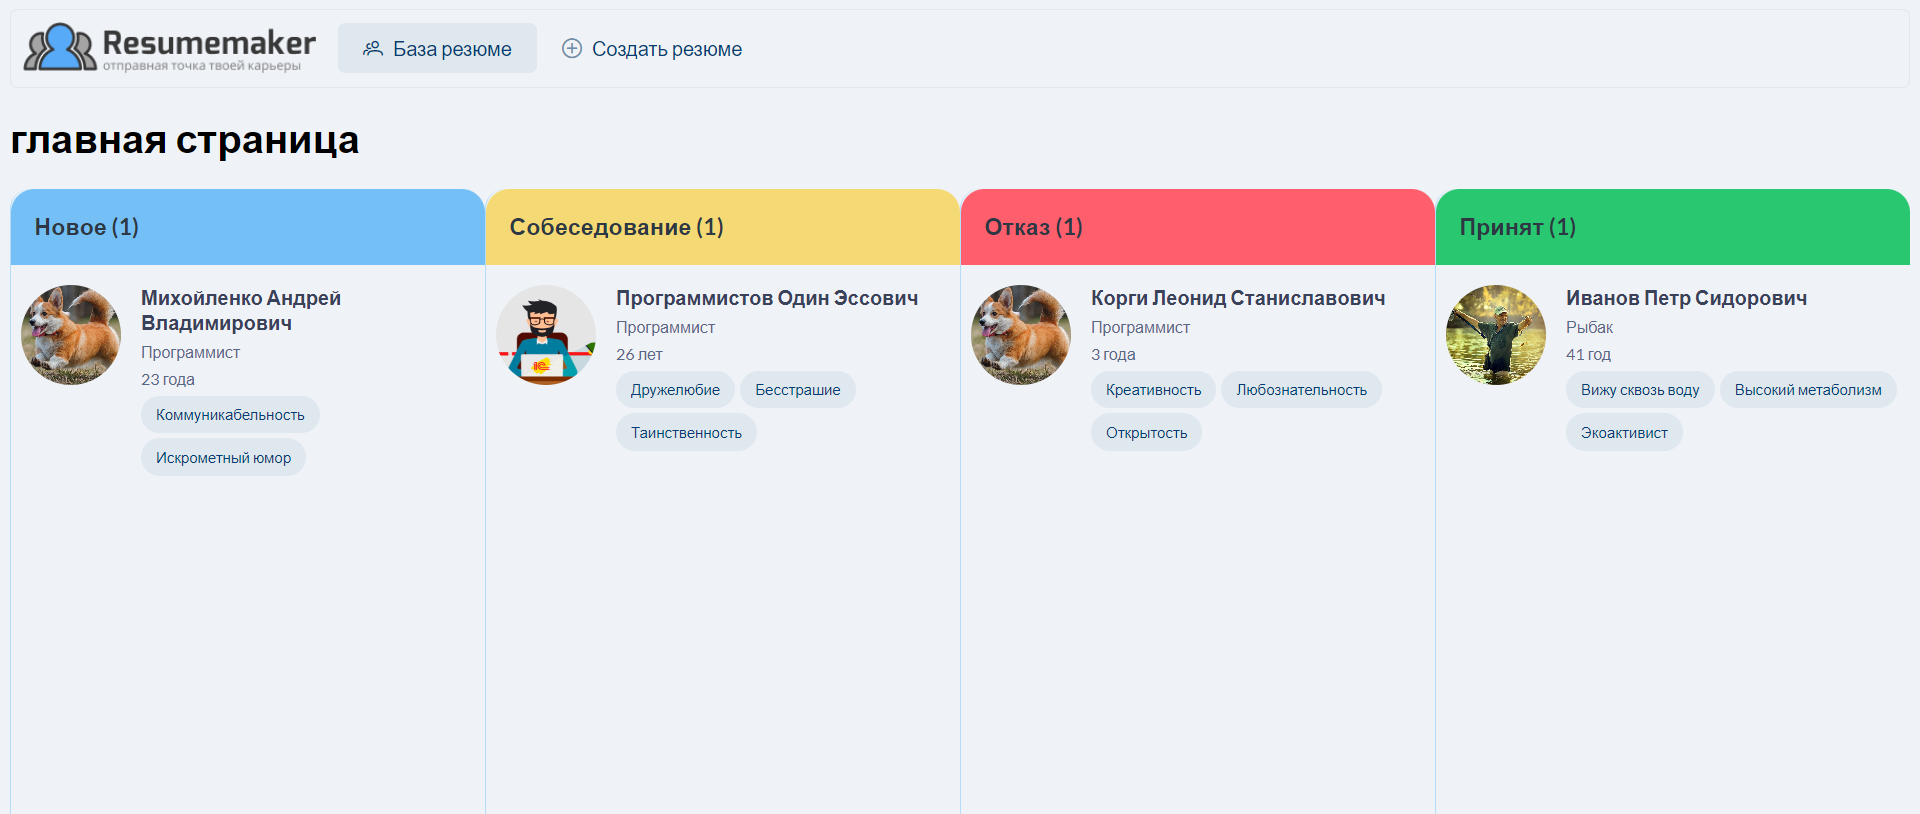 Resumemaker
отправная точка твоей карьеры
База резюме
Создать резюме
главная страница
Новое (1)
Михойленко Андрей
Владимирович
Программист
23 года
Коммуникабельность
Искрометный юмор
Собеседование (1)
Программистов Один Эссович
Программист
26 лет
Дружелюбие
Бесстрашие
Таинственность
1С
Отказ (1)
Корги Леонид Станиславович
Программист
3 года
Креативность
Любознательность
Открытость
Принят (1)
Иванов Петр Сидорович
Рыбак
41 год
Вижу сквозь воду
Высокий метаболизм
Экоактивист